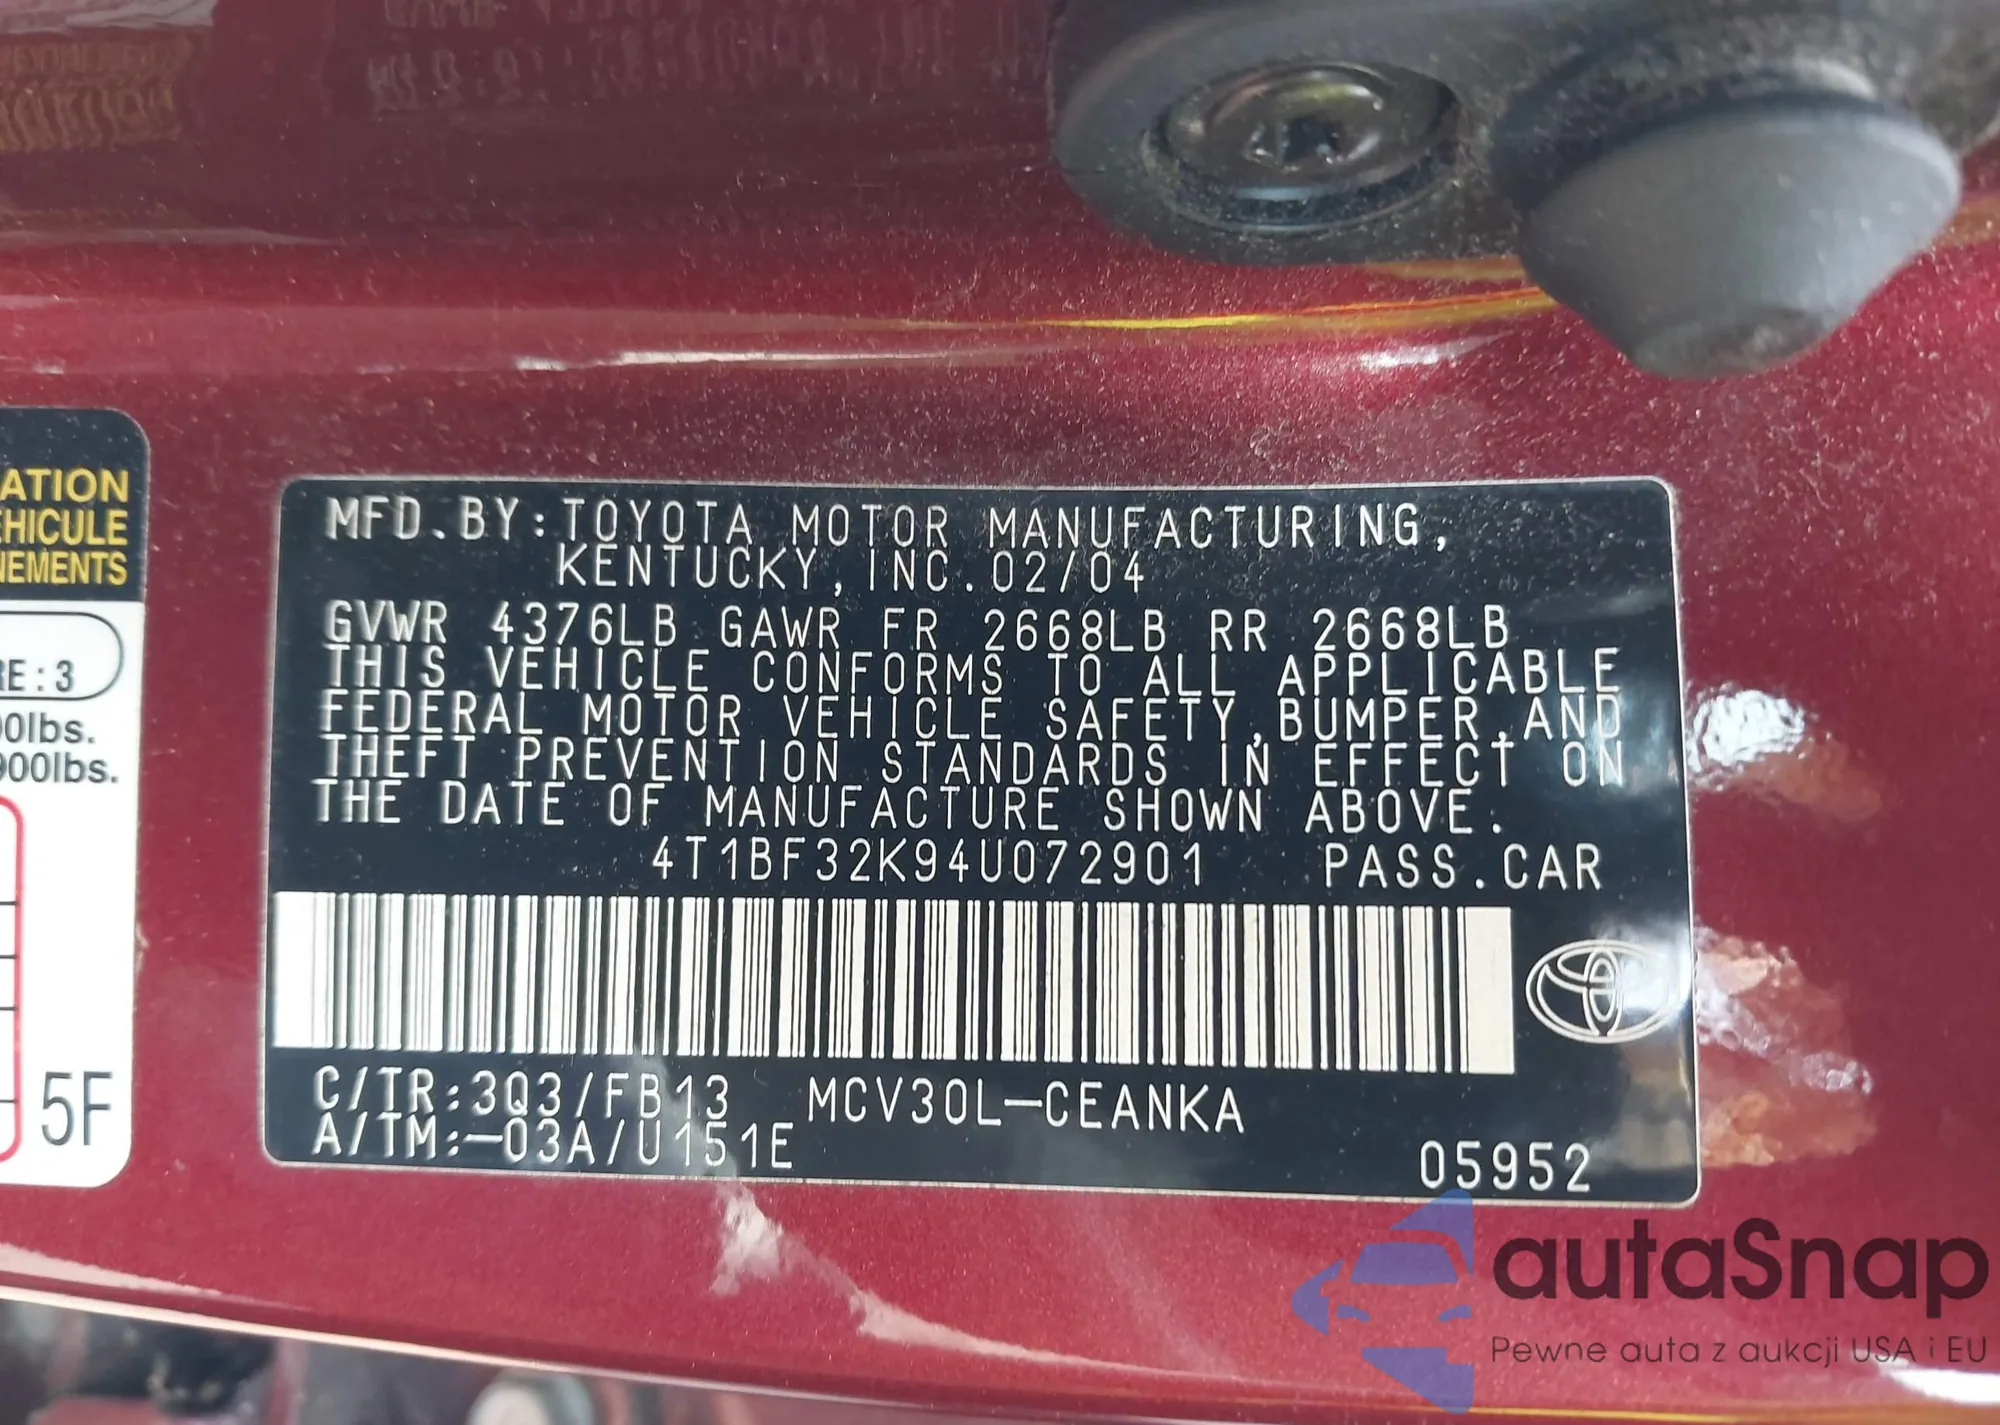 ATION
EHICULE
NEMENTS
RE : 3
00lbs.
900lbs.
5F
MFD. BY: TOYOTA MOTOR MANUFACTURING,
KENTUCKY, INC. 02/04
GVWR 4376LB GAWR FR 2668LB RR 2668LB
THIS VEHICLE CONFORMS TO ALL APPLICABLE
FEDERAL MOTOR VEHICLE SAFETY, BUMPER, AND
THEFT PREVENTION STANDARDS IN EFFECT ON
THE DATE OF MANUFACTURE SHOWN ABOVE.
4T1BF32K94U072901 PASS. CAR
C/TR: 3Q3/FB13 MCV30L-CEANKA
A/TM: -03A/U151E
05952
autaSnap
Pewne auta z aukcji USA i EU